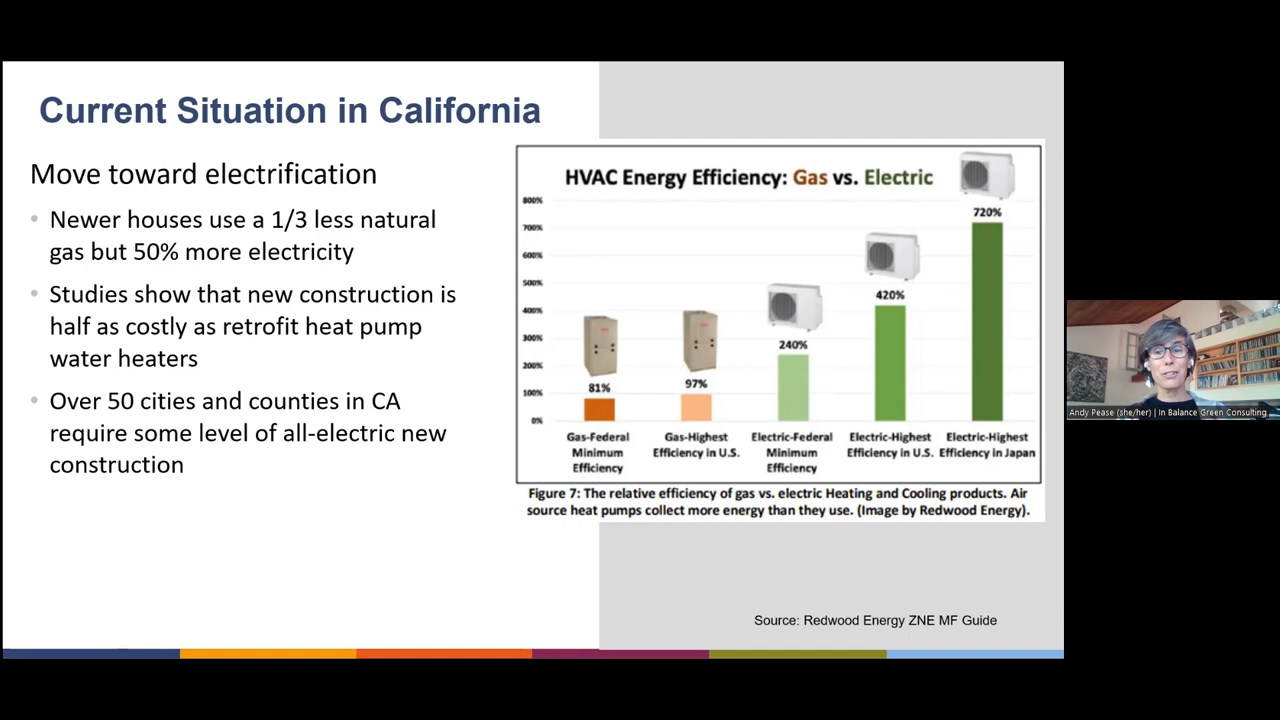 Current Situation in California
Move toward electrification
• Newer houses use a 1/3 less natural
gas but 50% more electricity
• Studies show that new construction is
half as costly as retrofit heat pump
water heaters
• Over 50 cities and counties in CA
require some level of all-electric new
construction
HVAC Energy Efficiency: Gas vs. Electric
800%
700%
600%
500%
400%
300%
200%
100%
0%
81%
97%
240%
420%
720%
Gas-Federal
Minimum
Efficiency
Gas-Highest
Efficiency in U.S.
Electric-Federal
Minimum
Efficiency
Electric-Highest
Efficiency in U.S.
Electric-Highest
Efficiency in Japan
Figure 7: The relative efficiency of gas vs. electric Heating and Cooling products. Air
source heat pumps collect more energy than they use. (Image by Redwood Energy).
Source: Redwood Energy ZNE MF Guide
Andy Pease (she/her) | In Balance Green Consulting